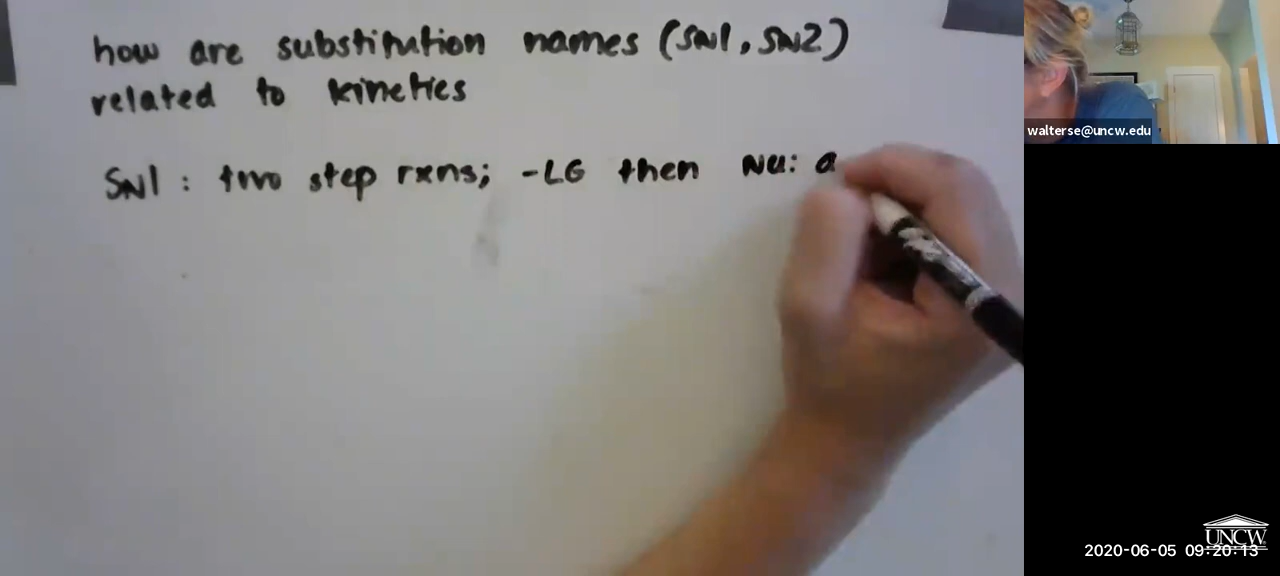 how are substitution names (SN1, SN2)
related to kinetics
SN1 : two step rxns; -LG then Nu: a
walterse@uncw.edu
UNCW
2020-06-05 09:20:13